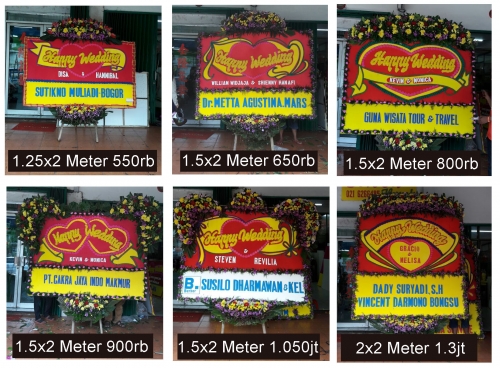 Happy Wedding
DISA & HANNIBAL
SUTIKNO MULIADI-BOGOR
1.25x2 Meter 550rb
Happy Wedding
WILLIAM WIDJAJA & SHERNY HANAFI
Dr.METTA AGUSTINA.MARS
1.5x2 Meter 650rb
Happy Wedding
KEVIN & MONICA
GUNA WISATA TOUR & TRAVEL
1.5x2 Meter 800rb
Happy Wedding
KEVIN & MONICA
PT.CAKRA JAYA INDO MAKMUR
1.5x2 Meter 900rb
Happy Wedding
STEVEN & REVILIA
B.
SUSILO DHARMAWAN & KEL
1.5x2 Meter 1.050jt
Happy Wedding
GRACIO
&
MELISA
DADY SURYADI.S.H
VINCENT DARMONO BONGSU
2x2 Meter 1.3jt